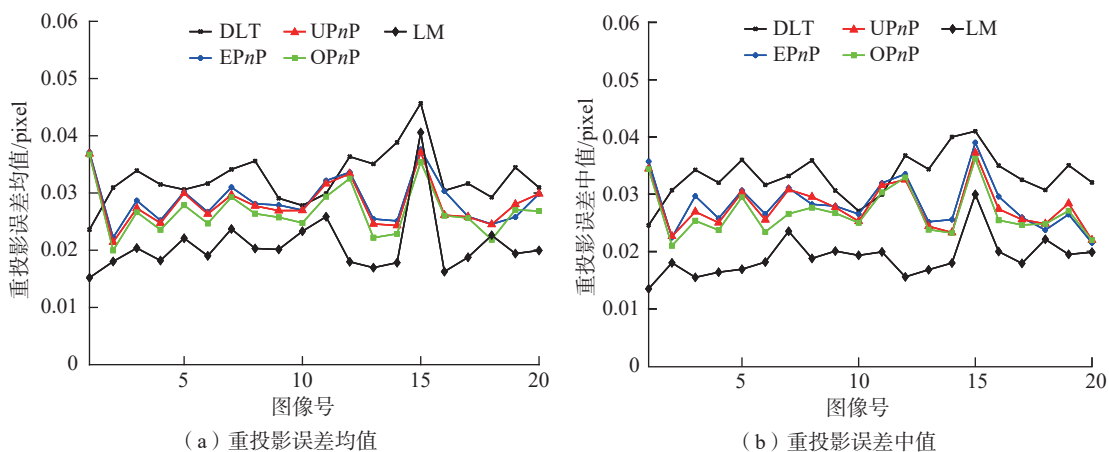 重投影误差均值/pixel
0.06
0.05
0.04
0.03
0.02
0.01
0
DLT UPnP LM
EPnP OPnP
5 10 15 20
图像号
（a）重投影误差均值
重投影误差中值/pixel
0.06
0.05
0.04
0.03
0.02
0.01
0
DLT UPnP LM
EPnP OPnP
5 10 15 20
图像号
（b）重投影误差中值